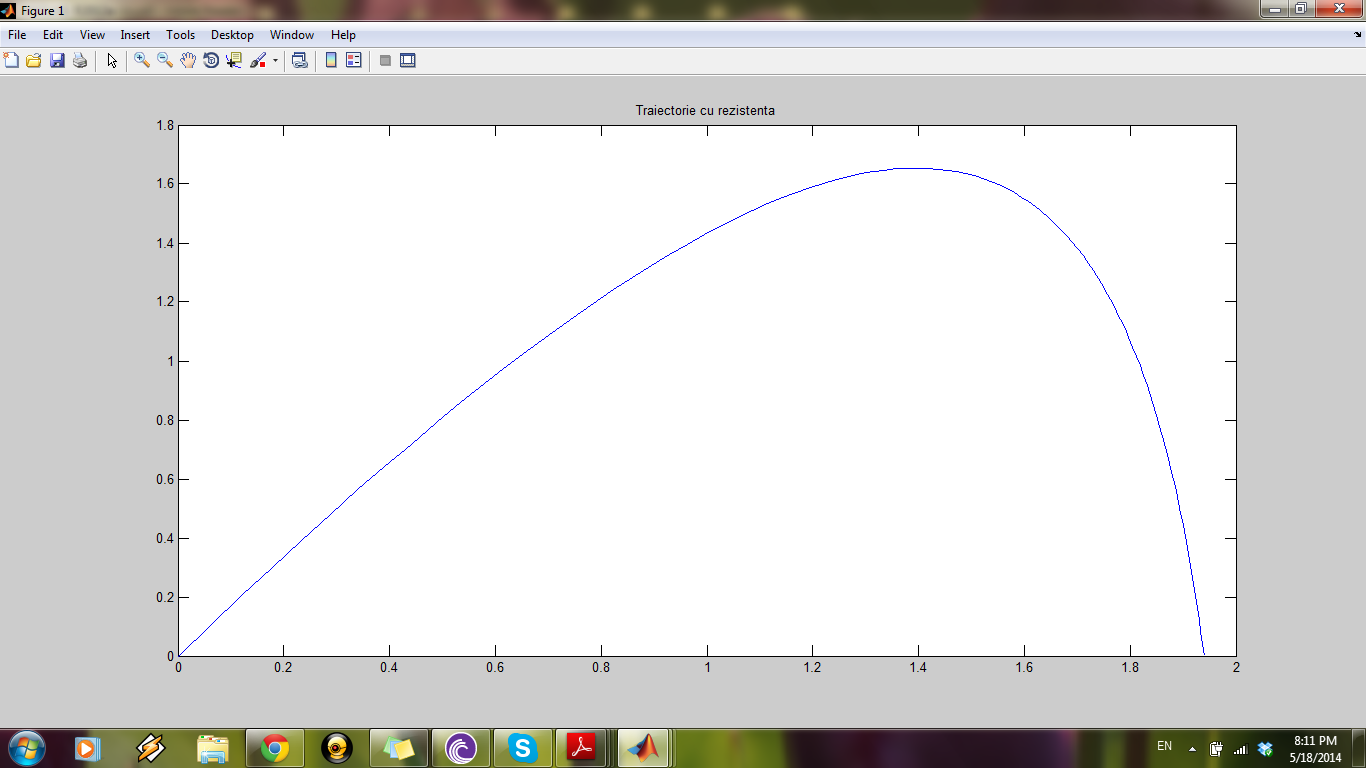 Figure 1
File Edit View Insert Tools Desktop Window Help
Traiectorie cu rezistenta
1.8
1.6
1.4
1.2
1
0.8
0.6
0.4
0.2
0
0 0.2 0.4 0.6 0.8 1 1.2 1.4 1.6 1.8 2
EN
8:11 PM
5/18/2014